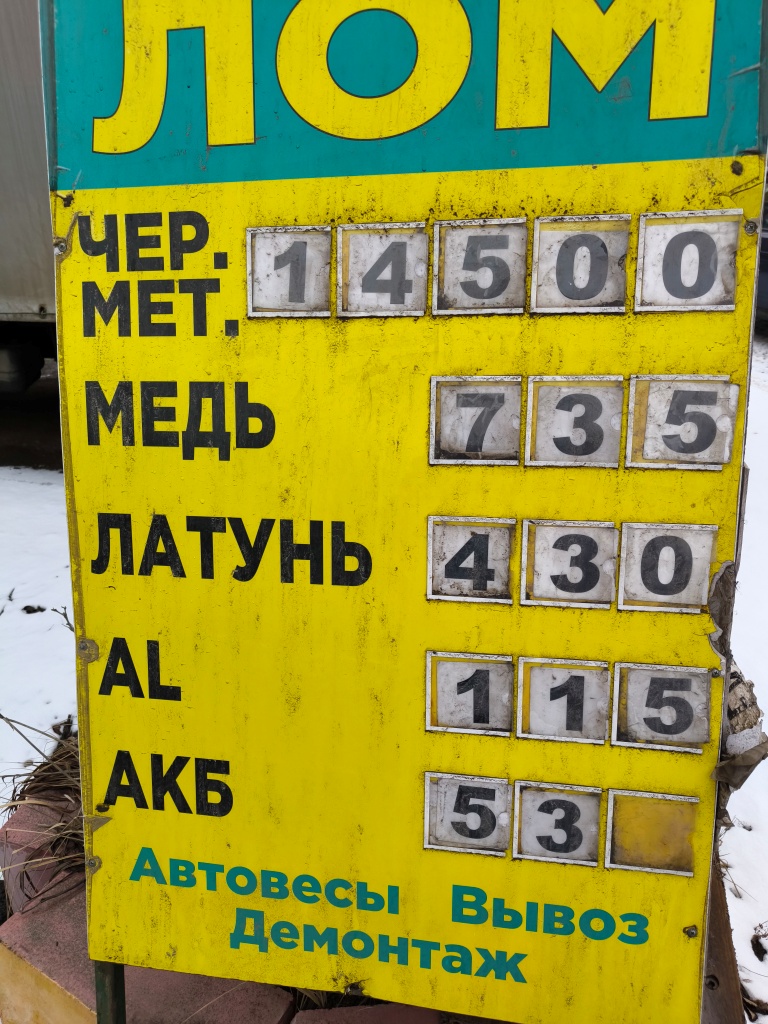 ЛОМ
ЧЕР. МЕТ. 14500
МЕДЬ 735
ЛАТУНЬ 430
AL 115
АКБ 53
Автовесы Вывоз
Демонтаж